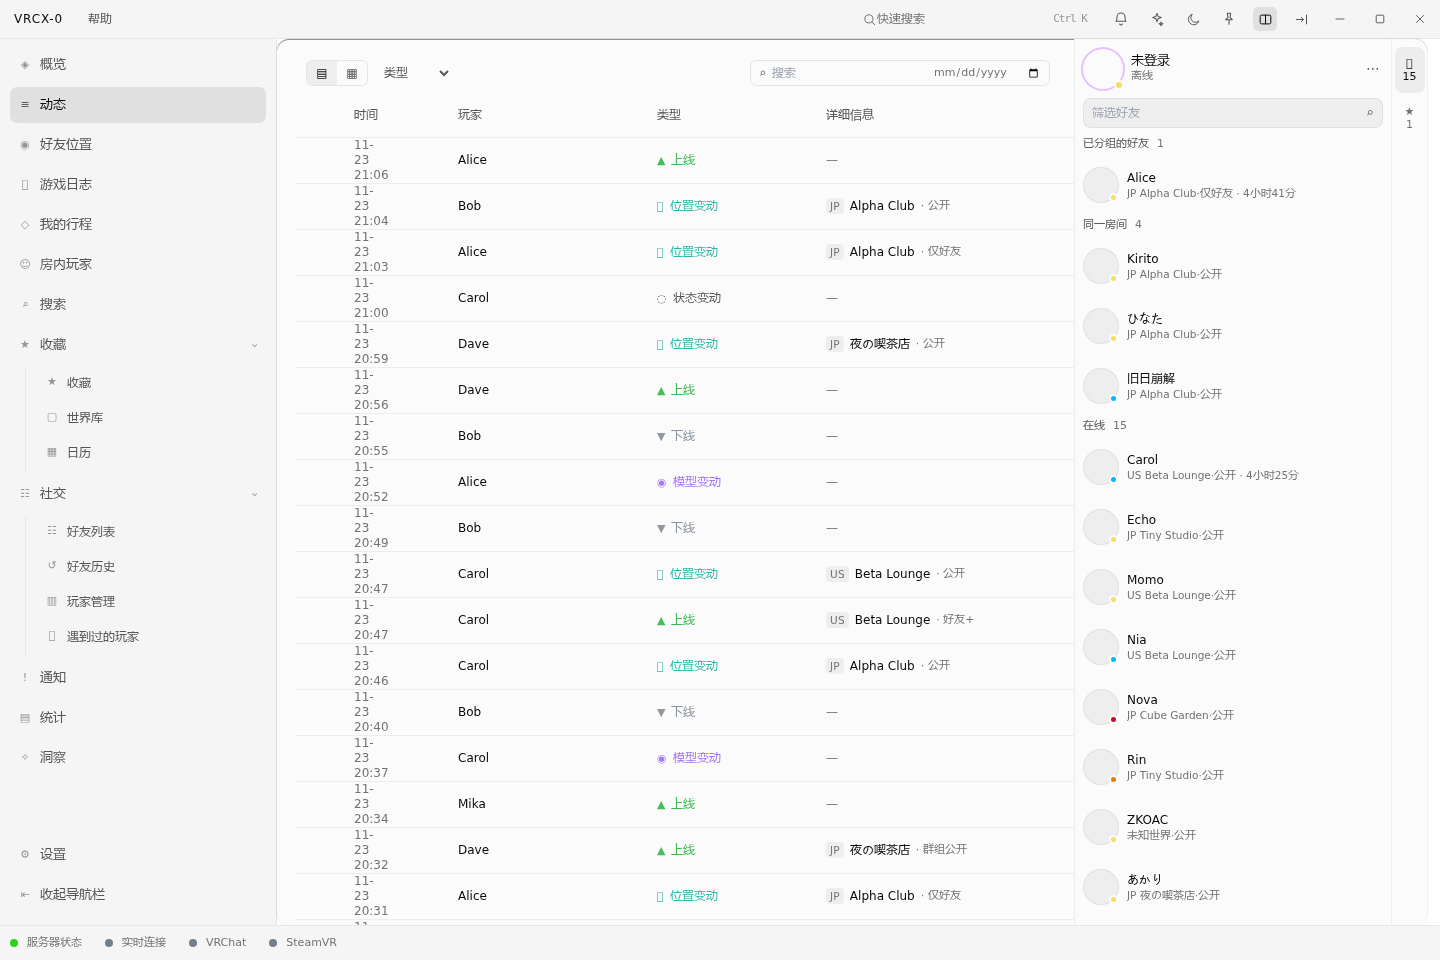 VRCX-0
帮助
快速搜索
Ctrl K
概览
动态
好友位置
游戏日志
我的行程
房内玩家
搜索
收藏
收藏
世界库
日历
社交
好友列表
好友历史
玩家管理
遇到过的玩家
通知
统计
洞察
设置
收起导航栏
类型
搜索
mm/dd/yyyy
时间 玩家 类型 详细信息
11-23 21:06 Alice 上线 —
11-23 21:04 Bob 位置变动 JP Alpha Club · 公开
11-23 21:03 Alice 位置变动 JP Alpha Club · 仅好友
11-23 21:00 Carol 状态变动 —
11-23 20:59 Dave 位置变动 JP 夜の喫茶店 · 公开
11-23 20:56 Dave 上线 —
11-23 20:55 Bob 下线 —
11-23 20:52 Alice 模型变动 —
11-23 20:49 Bob 下线 —
11-23 20:47 Carol 位置变动 US Beta Lounge · 公开
11-23 20:47 Carol 上线 US Beta Lounge · 好友+
11-23 20:46 Carol 位置变动 JP Alpha Club · 公开
11-23 20:40 Bob 下线 —
11-23 20:37 Carol 模型变动 —
11-23 20:34 Mika 上线 —
11-23 20:32 Dave 上线 JP 夜の喫茶店 · 群组公开
11-23 20:31 Alice 位置变动 JP Alpha Club · 仅好友
未登录
离线
筛选好友
已分组的好友 1
Alice
JP Alpha Club·仅好友 · 4小时41分
同一房间 4
Kirito
JP Alpha Club·公开
ひなた
JP Alpha Club·公开
旧日崩解
JP Alpha Club·公开
在线 15
Carol
US Beta Lounge·公开 · 4小时25分
Echo
JP Tiny Studio·公开
Momo
US Beta Lounge·公开
Nia
US Beta Lounge·公开
Nova
JP Cube Garden·公开
Rin
JP Tiny Studio·公开
ZKOAC
未知世界·公开
あかり
JP 夜の喫茶店·公开
15
1
服务器状态
实时连接
VRChat
SteamVR